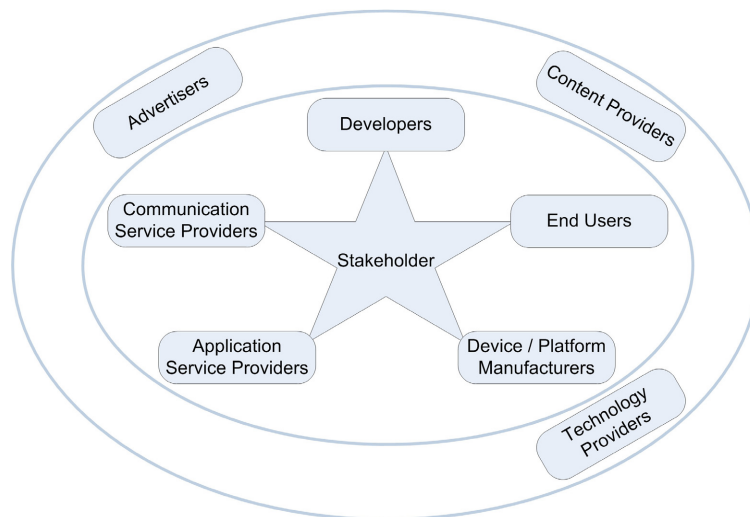 Advertisers
Content Providers
Developers
Communication
Service Providers
End Users
Stakeholder
Application
Service Providers
Device / Platform
Manufacturers
Technology
Providers